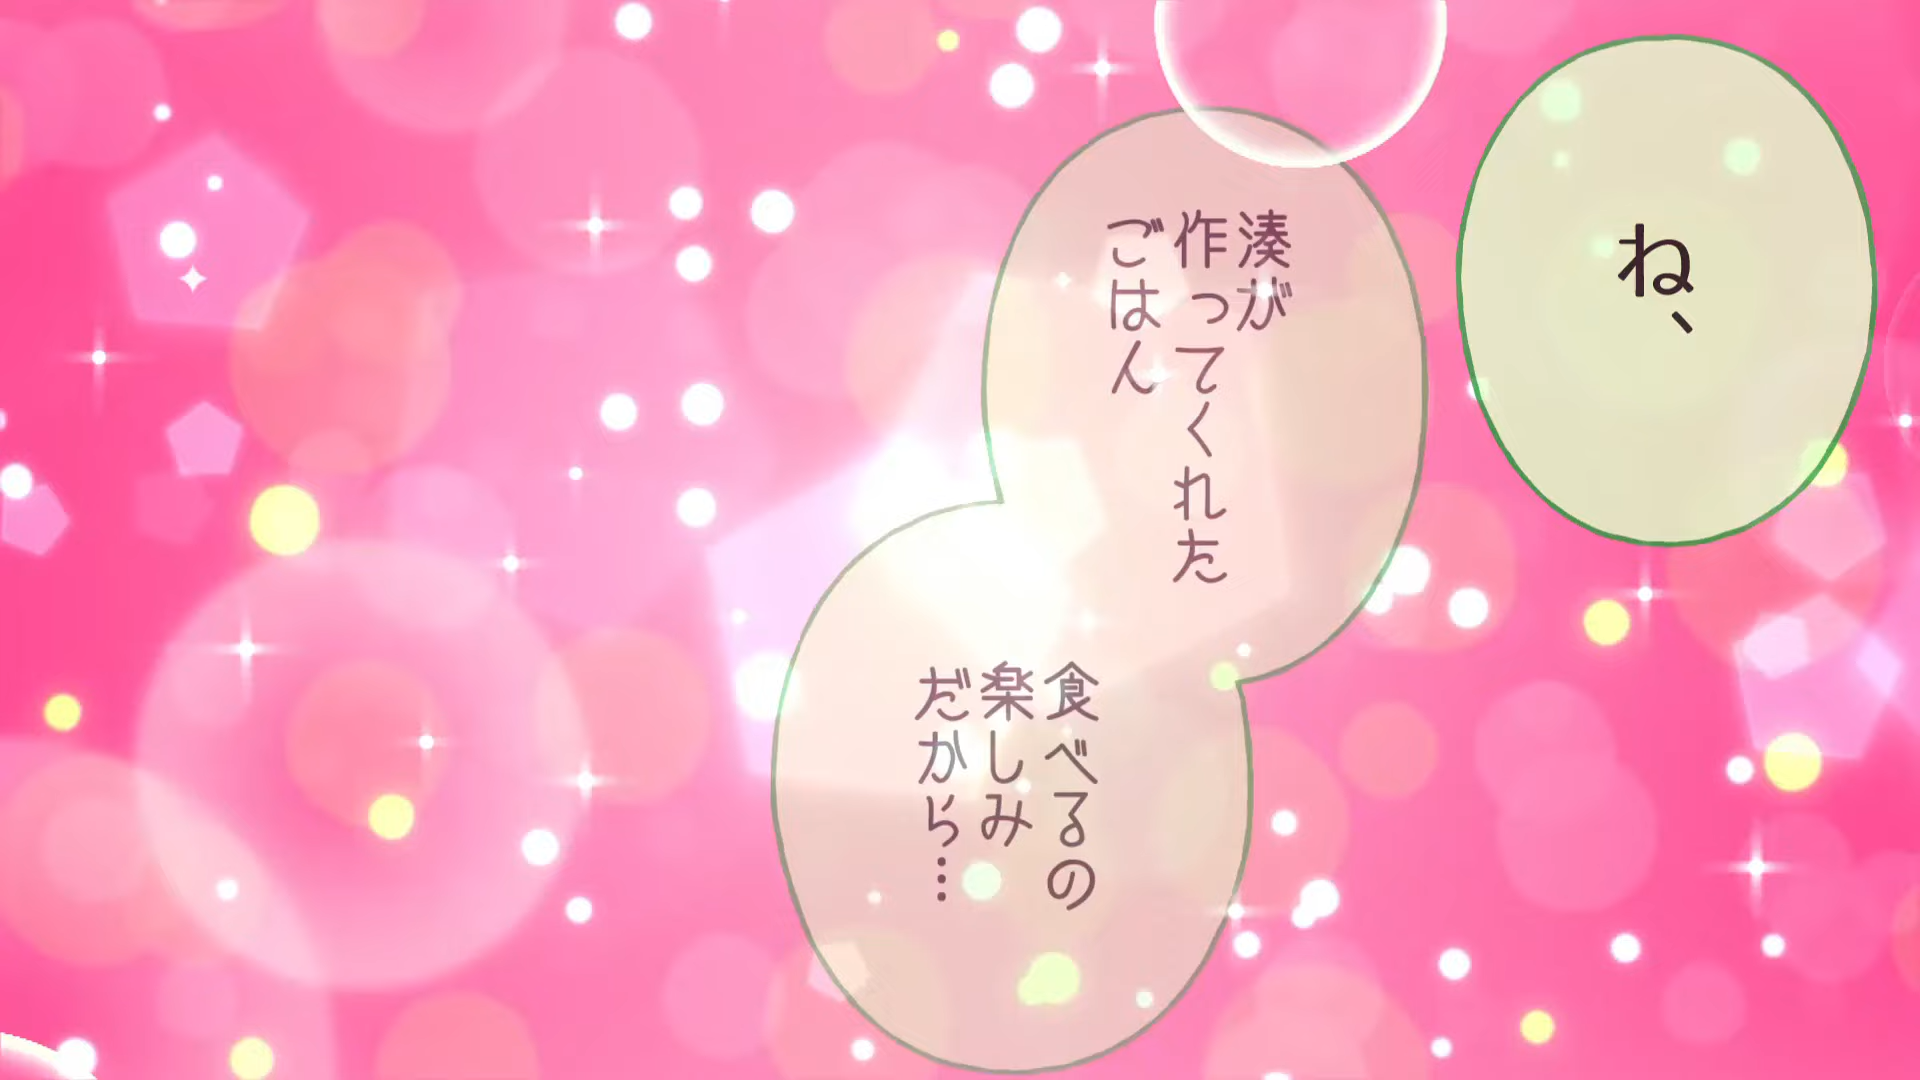 ね、
湊が
作ってくれた
ごはん
食べるの
楽しみ
だから…